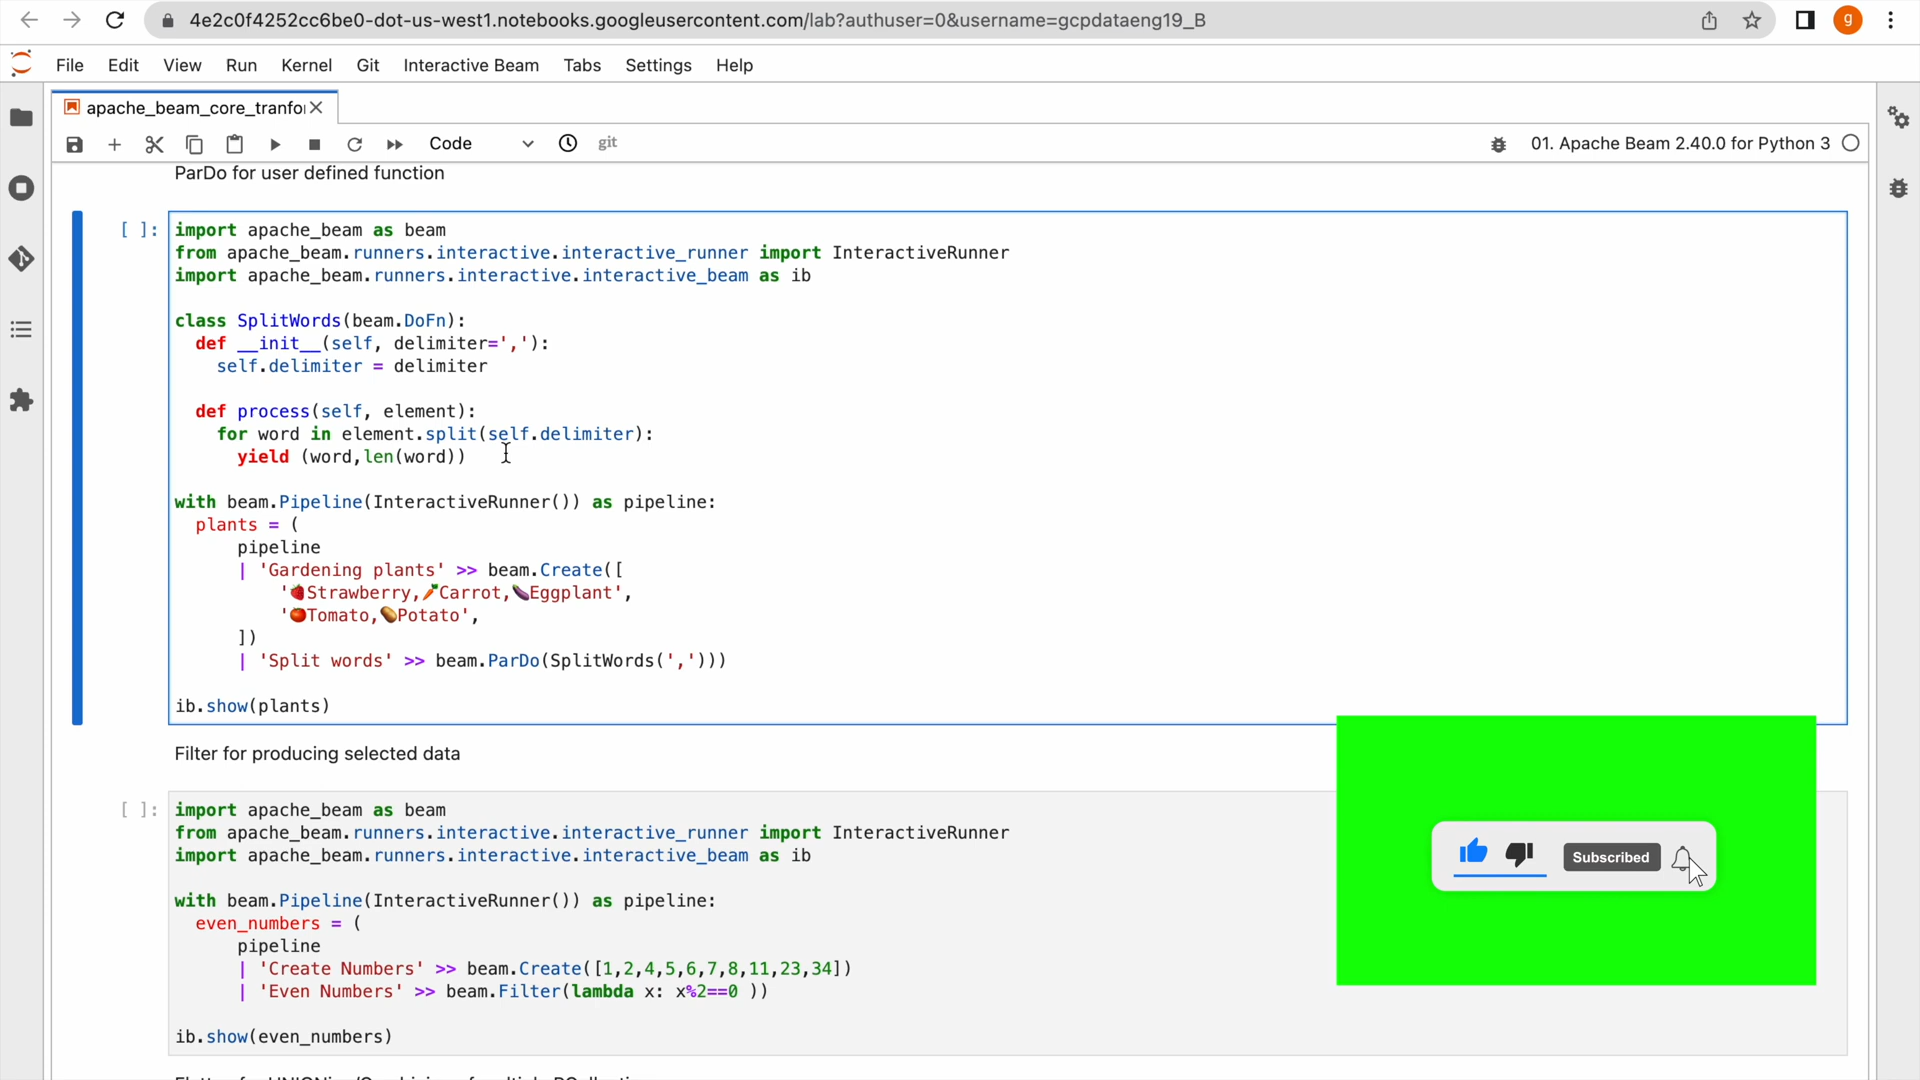 4e2c0f4252cc6be0-dot-us-west1.notebooks.googleusercontent.com/lab?authuser=0&username=gcpdataeng19_B
g
File Edit View Run Kernel Git Interactive Beam Tabs Settings Help
apache_beam_core_tranfo
Code git 01. Apache Beam 2.40.0 for Python 3
ParDo for user defined function
[ ]: import apache_beam as beam
from apache_beam.runners.interactive.interactive_runner import InteractiveRunner
import apache_beam.runners.interactive.interactive_beam as ib
class SplitWords(beam.DoFn):
def __init__(self, delimiter=','):
self.delimiter = delimiter
def process(self, element):
for word in element.split(self.delimiter):
yield (word,len(word))
with beam.Pipeline(InteractiveRunner()) as pipeline:
plants = (
pipeline
| 'Gardening plants' >> beam.Create([
'🍓Strawberry,🥕Carrot,🍆Eggplant',
'🍅Tomato,🥔Potato',
])
| 'Split words' >> beam.ParDo(SplitWords(',')))
ib.show(plants)
Filter for producing selected data
[ ]: import apache_beam as beam
from apache_beam.runners.interactive.interactive_runner import InteractiveRunner
import apache_beam.runners.interactive.interactive_beam as ib
with beam.Pipeline(InteractiveRunner()) as pipeline:
even_numbers = (
pipeline
| 'Create Numbers' >> beam.Create([1,2,4,5,6,7,8,11,23,34])
| 'Even Numbers' >> beam.Filter(lambda x: x%2==0 ))
ib.show(even_numbers)
Subscribed